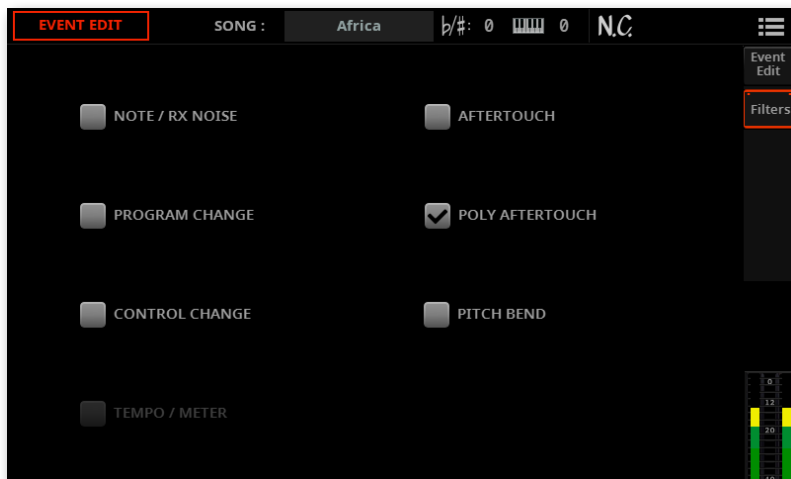 EVENT EDIT SONG : Africa b/#: 0 0 N.C.
Event
Edit
Filters
NOTE / RX NOISE AFTERTOUCH
PROGRAM CHANGE POLY AFTERTOUCH
CONTROL CHANGE PITCH BEND
TEMPO / METER
0
12
20